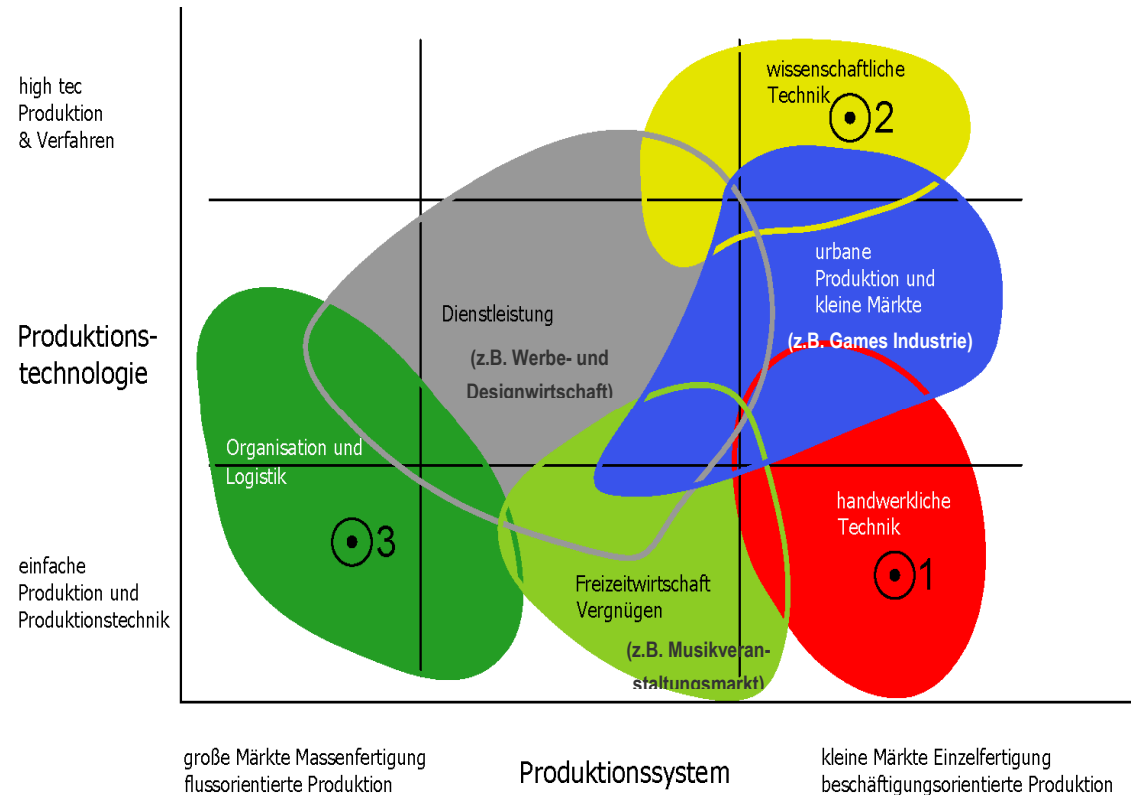 high tec
Produktion
& Verfahren
wissenschaftliche
Technik
2
urbane
Produktion und
kleine Märkte
(z.B. Games Industrie)
Dienstleistung
(z.B. Werbe- und
Designwirtschaft)
Produktions-
technologie
Organisation und
Logistik
3
handwerkliche
Technik
1
einfache
Produktion und
Produktionstechnik
Freizeitwirtschaft
Vergnügen
(z.B. Musikveran-
staltungsmarkt)
große Märkte Massenfertigung
flussorientierte Produktion
Produktionssystem
kleine Märkte Einzelfertigung
beschäftigungsorientierte Produktion